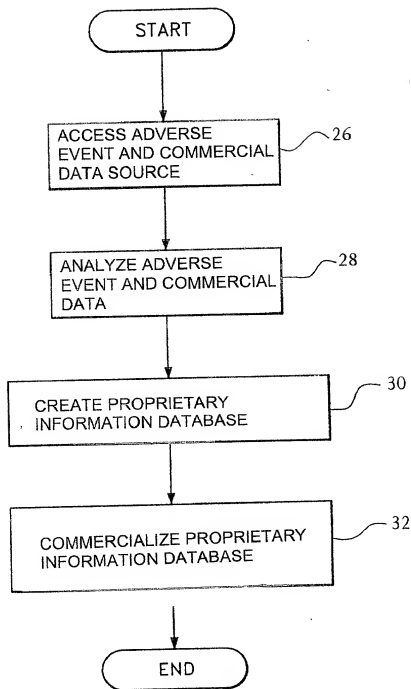 START
ACCESS ADVERSE
EVENT AND COMMERCIAL
DATA SOURCE
26
ANALYZE ADVERSE
EVENT AND COMMERCIAL
DATA
28
CREATE PROPRIETARY
INFORMATION DATABASE
30
COMMERCIALIZE PROPRIETARY
INFORMATION DATABASE
32
END